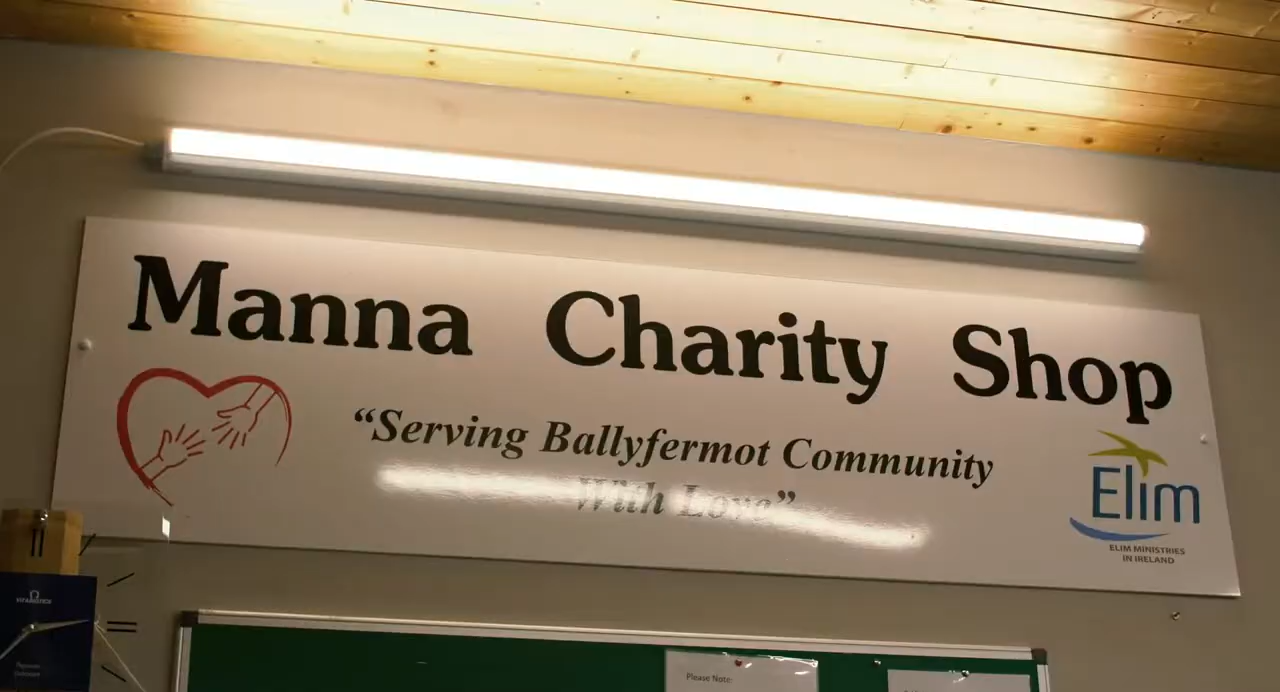 Manna Charity Shop
“Serving Ballyfermot Community
With Love”
Elim
ELIM MINISTRIES
IN IRELAND
Please Note: